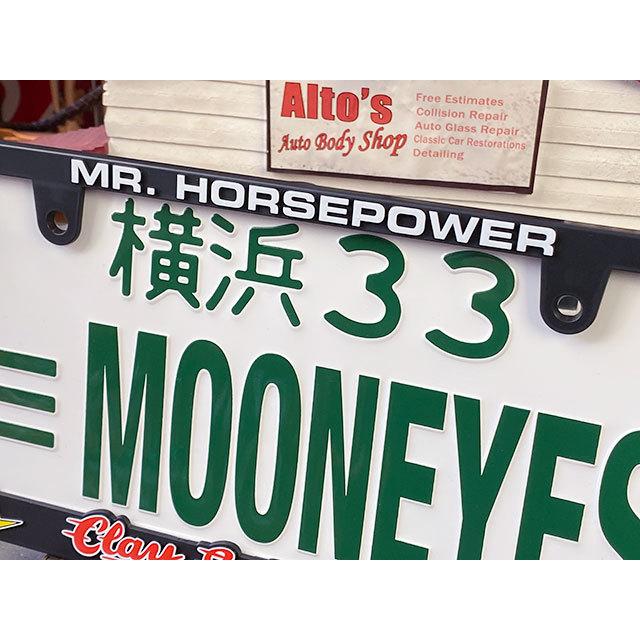 Alto's
Auto Body Shop
Free Estimates
Collision Repair
Auto Glass Repair
Classic Car Restorations
Detailing
MR. HORSEPOWER
横浜 33
MOONEYES
Clay